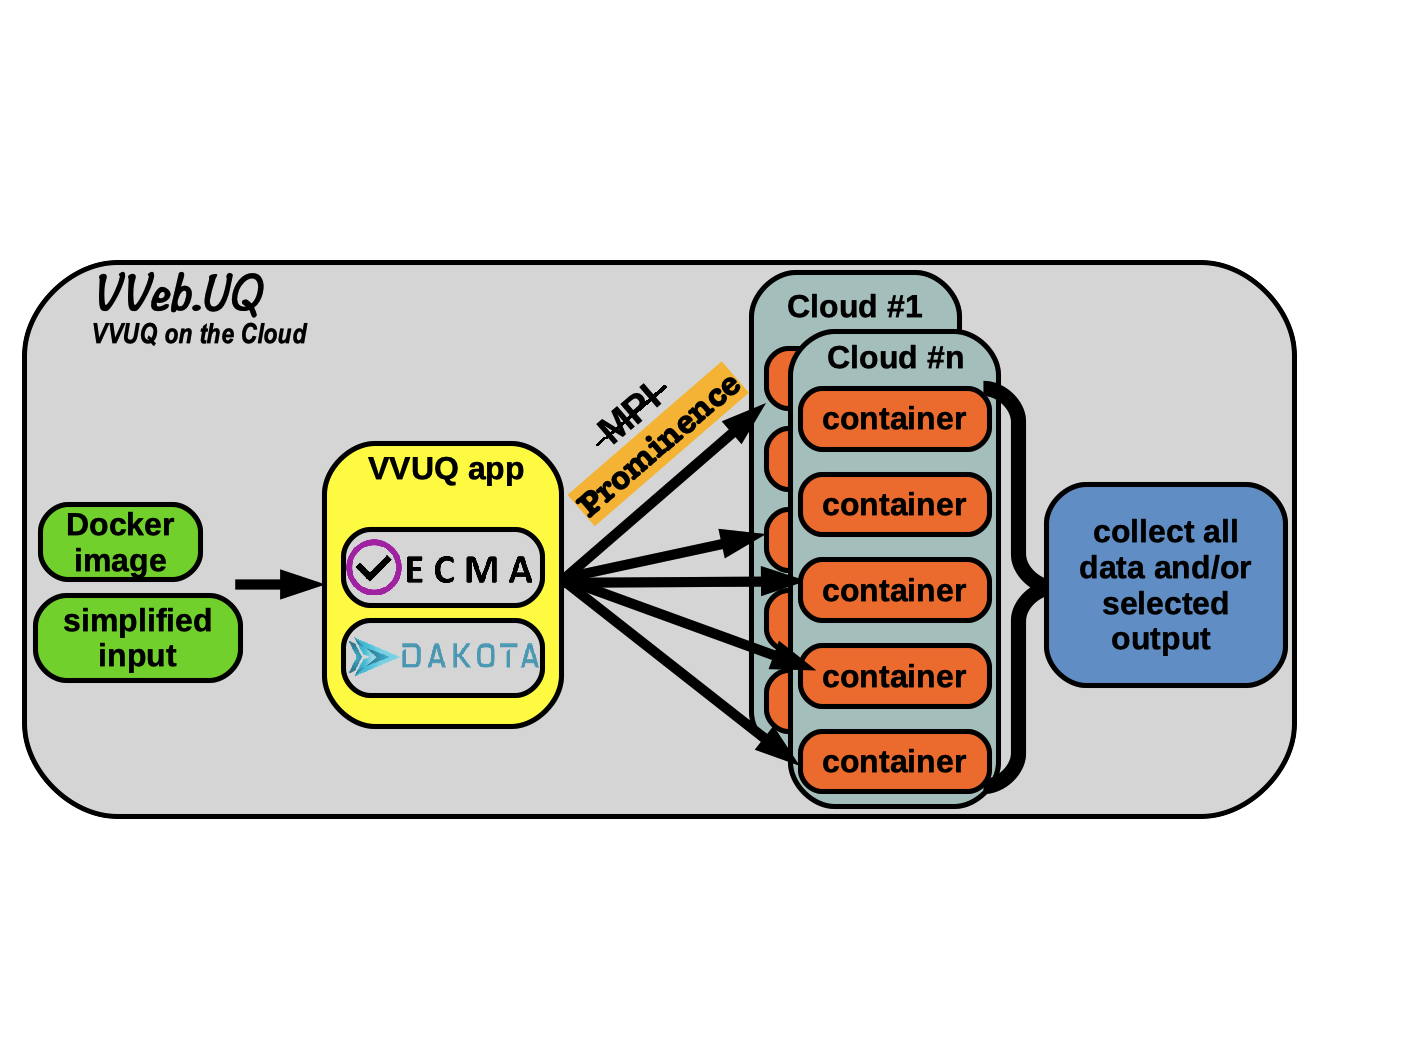 VVeb.UQ
VVUQ on the Cloud
Docker
image
simplified
input
VVUQ app
ECMA
DAKOTA
MPI
Prominence
Cloud #1
Cloud #n
container
container
container
container
container
collect all
data and/or
selected
output